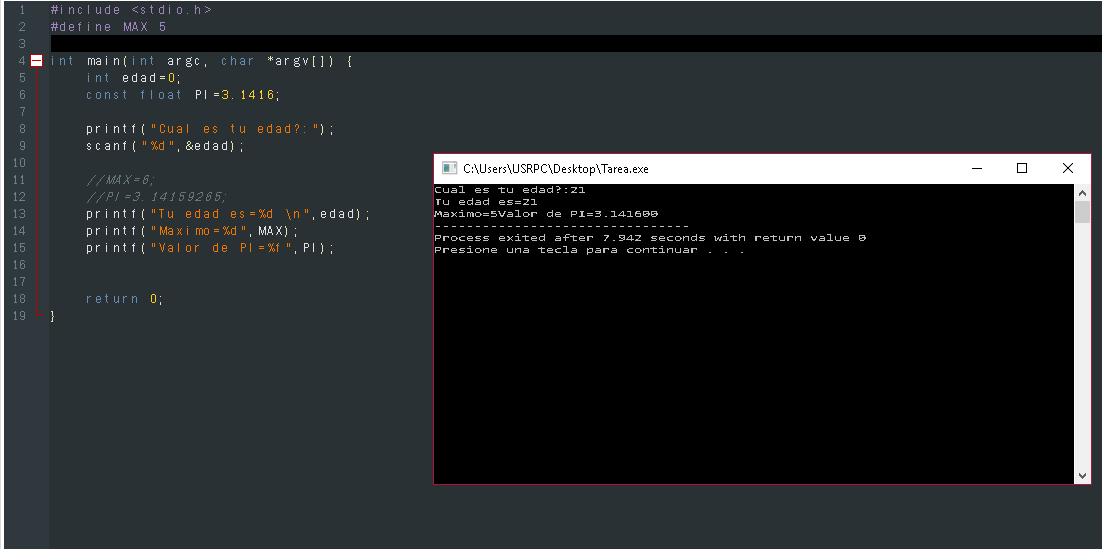 1 #include <stdio.h>
2 #define MAX 5
3
4 int main(int argc, char *argv[]) {
5 int edad=0;
6 const float PI=3.1416;
7
8 printf("Cual es tu edad?:");
9 scanf("%d",&edad);
10
11 //MAX=6;
12 //PI=3.14159265;
13 printf("Tu edad es=%d \n",edad);
14 printf("Maximo=%d",MAX);
15 printf("Valor de PI=%f",PI);
16
17
18 return 0;
19 }
C:\Users\USRPC\Desktop\Tarea.exe
Cual es tu edad?:21
Tu edad es=21
Maximo=5Valor de PI=3.141600
--------------------------------
Process exited after 7.942 seconds with return value 0
Presione una tecla para continuar . . .